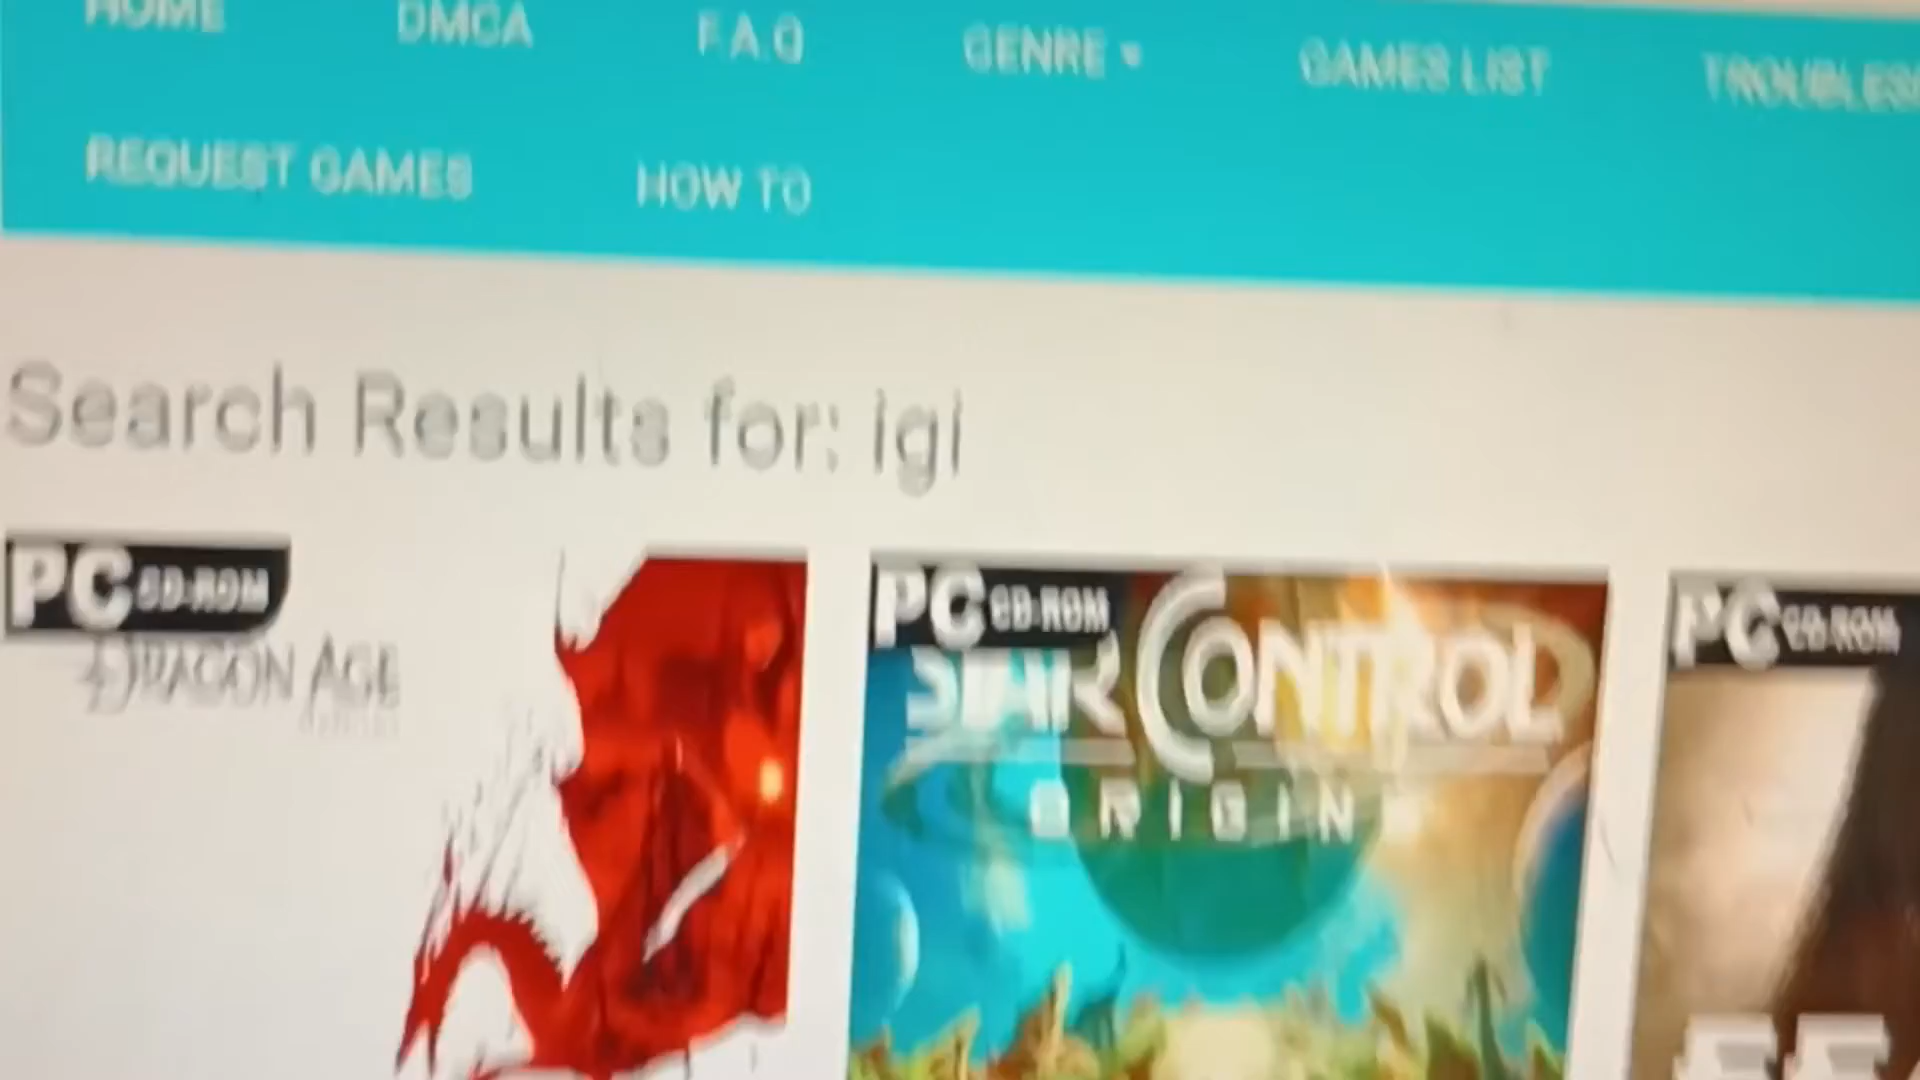 HOME DMCA F.A.Q GENRE ▾ GAMES LIST
REQUEST GAMES HOW TO
Search Results for: igi
PC CD-ROM
DRAGON AGE
PC CD-ROM
STAR CONTROL
ORIGINS
PC CD-ROM